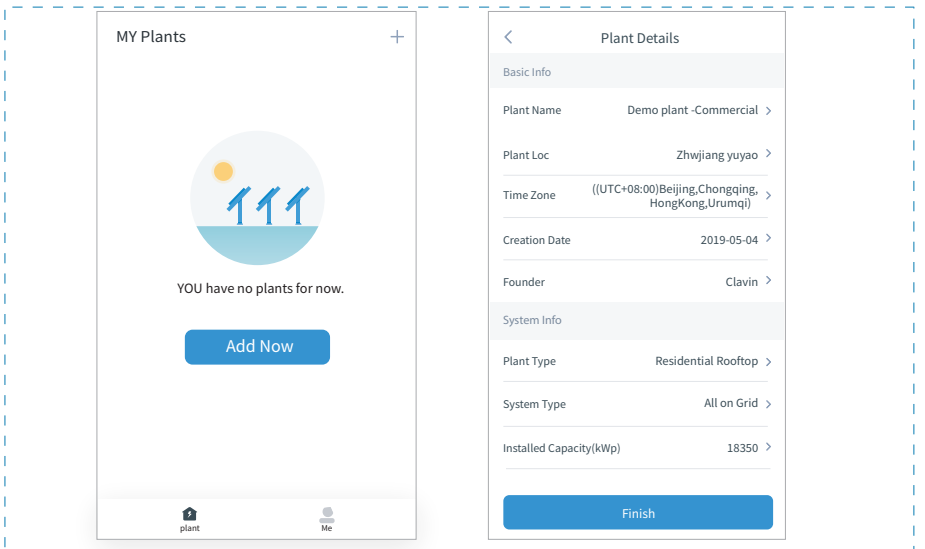 MY Plants
YOU have no plants for now.
Add Now
plant
Me
Plant Details
Basic Info
Plant Name
Demo plant -Commercial
Plant Loc
Zhwjiang yuyao
Time Zone
((UTC+08:00)Beijing,Chongqing,
HongKong,Urumqi)
Creation Date
2019-05-04
Founder
Clavin
System Info
Plant Type
Residential Rooftop
System Type
All on Grid
Installed Capacity(kWp)
18350
Finish